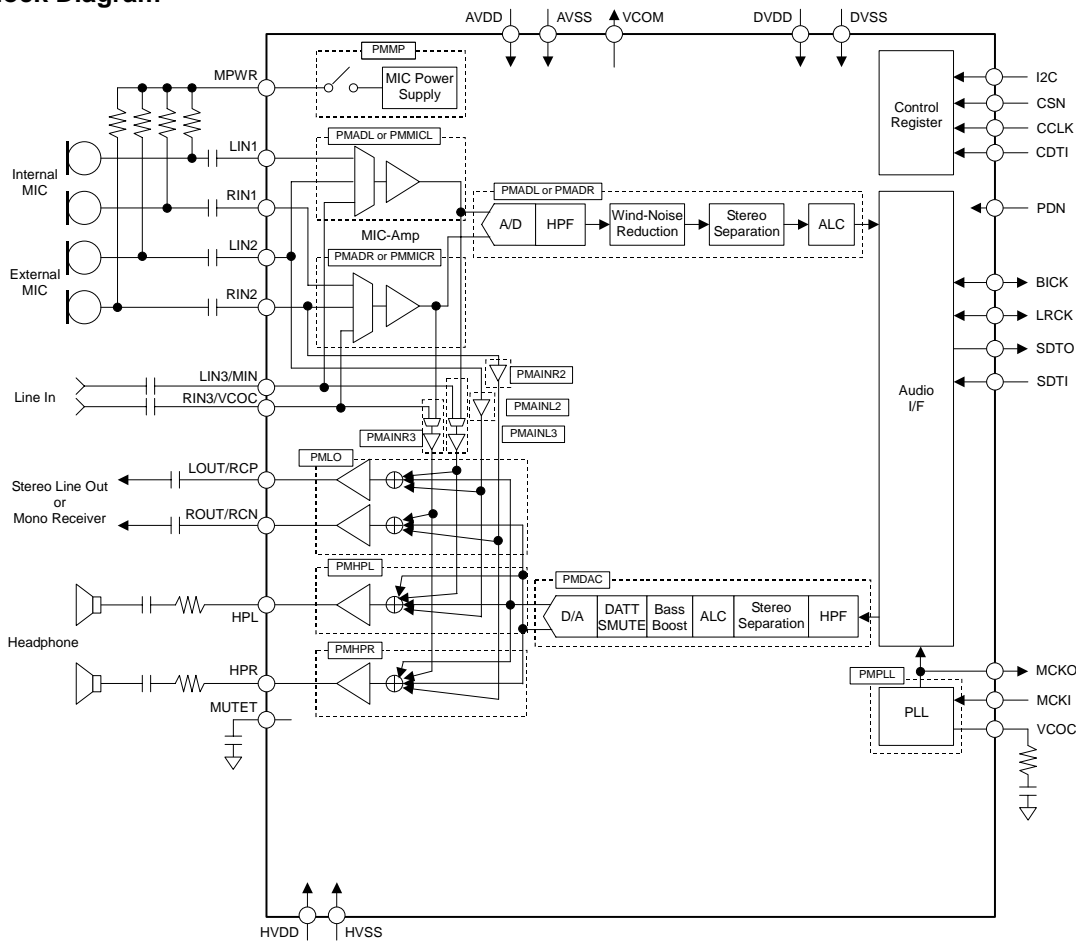 AVDD
AVSS
VCOM
DVDD
DVSS
PMMP
MPWR
MIC Power
Supply
Control
Register
I2C
CSN
CCLK
CDTI
PMADL or PMMICL
LIN1
Internal
MIC
RIN1
PMADL or PMADR
A/D
HPF
Wind-Noise
Reduction
Stereo
Separation
ALC
PDN
MIC-Amp
LIN2
External
MIC
PMADR or PMMICR
RIN2
BICK
LRCK
SDTO
SDTI
Audio
I/F
LIN3/MIN
Line In
RIN3/VCOC
PMAINR2
PMAINL2
PMAINR3
PMAINL3
PMLO
LOUT/RCP
Stereo Line Out
or
Mono Receiver
ROUT/RCN
PMHPL
HPL
PMDAC
D/A
DATT
SMUTE
Bass
Boost
ALC
Stereo
Separation
HPF
Headphone
PMHPR
HPR
MUTET
PMPLL
PLL
MCKO
MCKI
VCOC
HVDD
HVSS